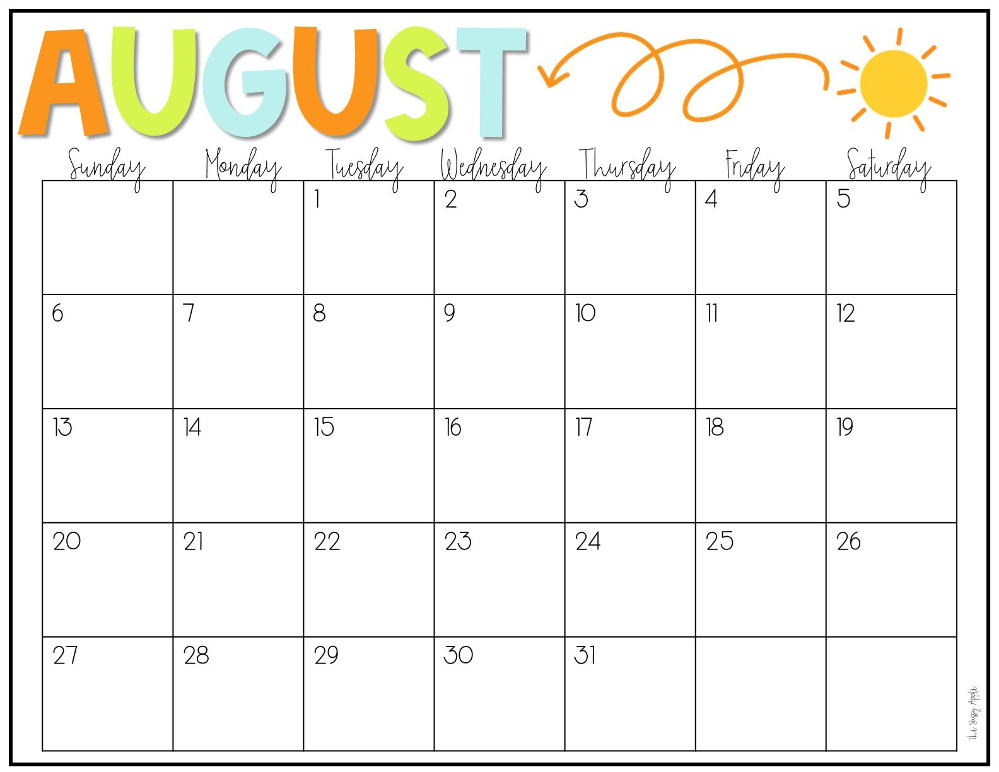 AUGUST
Sunday Monday Tuesday Wednesday Thursday Friday Saturday
1 2 3 4 5
6 7 8 9 10 11 12
13 14 15 16 17 18 19
20 21 22 23 24 25 26
27 28 29 30 31
The Sassy Apple